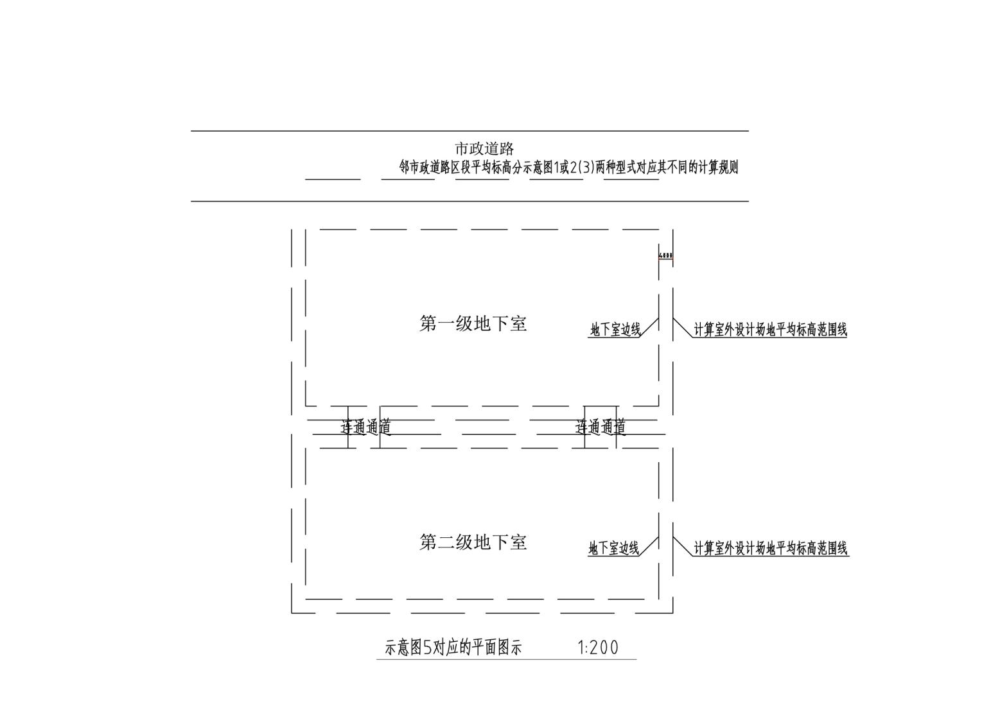 市政道路
邻市政道路区段平均标高分示意图1或2(3)两种型式对应其不同的计算规则
第一级地下室
地下室边线
计算室外设计场地平均标高范围线
连通通道
连通通道
第二级地下室
地下室边线
计算室外设计场地平均标高范围线
示意图5对应的平面图示 1:200